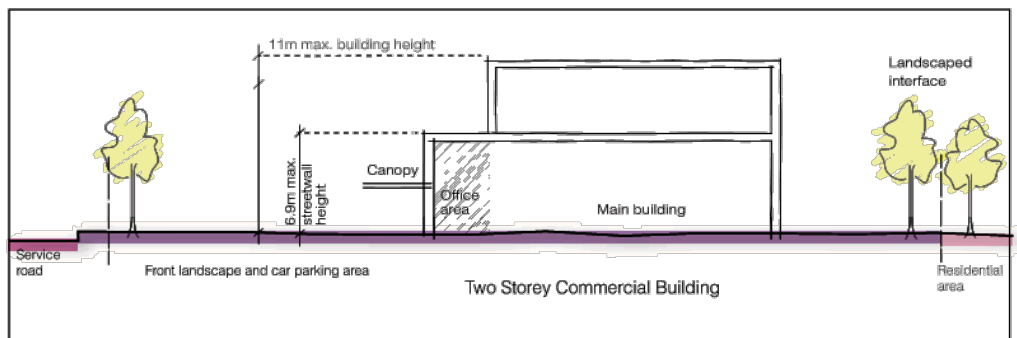 11m max. building height
Landscaped
interface
6.9m max.
streetwall
height
Canopy
Office
area
Main building
Service
road
Front landscape and car parking area
Residential
area
Two Storey Commercial Building